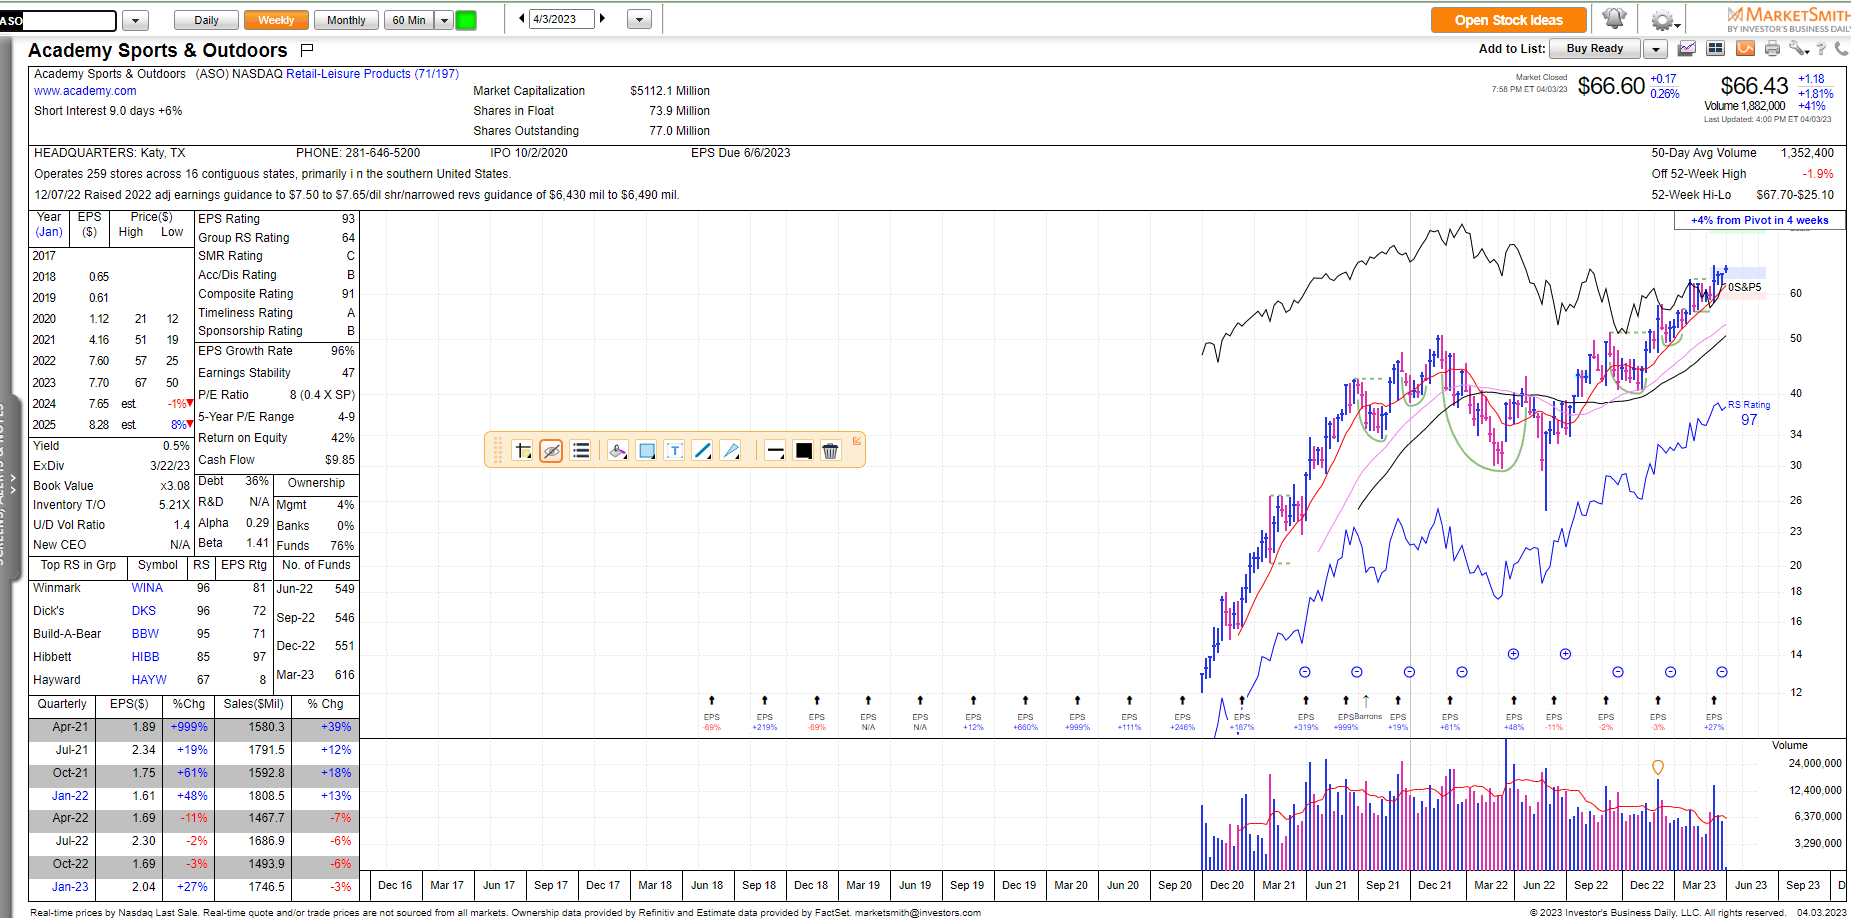 ASO Daily Weekly Monthly 60 Min 4/3/2023 Open Stock Ideas MARKETSMITH
BY INVESTOR'S BUSINESS DAILY
Academy Sports & Outdoors Add to List: Buy Ready
Academy Sports & Outdoors (ASO) NASDAQ Retail-Leisure Products (71/197)
www.academy.com
Short Interest 9.0 days +6%
Market Capitalization $5112.1 Million
Shares in Float 73.9 Million
Shares Outstanding 77.0 Million
Market Closed
7:58 PM ET 04/03/23
$66.60 +0.17 0.26%
$66.43 +1.18 +1.81%
Volume 1,882,000 +41%
Last Updated: 4:00 PM ET 04/03/23
HEADQUARTERS: Katy, TX PHONE: 281-646-5200 IPO 10/2/2020 EPS Due 6/6/2023
Operates 259 stores across 16 contiguous states, primarily i n the southern United States.
12/07/22 Raised 2022 adj earnings guidance to $7.50 to $7.65/dil shr/narrowed revs guidance of $6,430 mil to $6,490 mil.
50-Day Avg Volume 1,352,400
Off 52-Week High -1.9%
52-Week Hi-Lo $67.70-$25.10
Year EPS Price($)
(Jan) ($) High Low
2017
2018 0.65
2019 0.61
2020 1.12 21 12
2021 4.16 51 19
2022 7.60 57 25
2023 7.70 67 50
2024 7.65 est -1%
2025 8.28 est 8%
Yield 0.5%
ExDiv 3/22/23
Book Value x3.08
Inventory T/O 5.21X
U/D Vol Ratio 1.4
New CEO N/A
EPS Rating 93
Group RS Rating 64
SMR Rating C
Acc/Dis Rating B
Composite Rating 91
Timeliness Rating A
Sponsorship Rating B
EPS Growth Rate 96%
Earnings Stability 47
P/E Ratio 8 (0.4 X SP)
5-Year P/E Range 4-9
Return on Equity 42%
Cash Flow $9.85
Debt 36%
R&D N/A
Alpha 0.29
Beta 1.41
Ownership
Mgmt 4%
Banks 0%
Funds 76%
Top RS in Grp Symbol RS EPS Rtg
Winmark WINA 96 81
Dick's DKS 96 72
Build-A-Bear BBW 95 71
Hibbett HIBB 85 97
Hayward HAYW 67 8
No. of Funds
Jun-22 549
Sep-22 546
Dec-22 551
Mar-23 616
Quarterly EPS($) %Chg Sales($Mil) % Chg
Apr-21 1.89 +999% 1580.3 +39%
Jul-21 2.34 +19% 1791.5 +12%
Oct-21 1.75 +61% 1592.8 +18%
Jan-22 1.61 +48% 1808.5 +13%
Apr-22 1.69 -11% 1467.7 -7%
Jul-22 2.30 -2% 1686.9 -6%
Oct-22 1.69 -3% 1493.9 -6%
Jan-23 2.04 +27% 1746.5 -3%
+4% from Pivot in 4 weeks
0S&P5
60
50
40
RS Rating
97
34
30
26
23
20
18
16
14
12
T
EPS EPS EPS EPS EPS EPS EPS EPS EPS EPS EPS EPS EPS Barrons EPS EPS EPS EPS EPS EPS EPS
-69% +219% -69% N/A N/A +12% +660% +999% +111% +246% +187% +319% +999% +19% +61% +48% -11% -2% -3% +27%
Volume
24,000,000
12,400,000
6,370,000
3,290,000
Dec 16 Mar 17 Jun 17 Sep 17 Dec 17 Mar 18 Jun 18 Sep 18 Dec 18 Mar 19 Jun 19 Sep 19 Dec 19 Mar 20 Jun 20 Sep 20 Dec 20 Mar 21 Jun 21 Sep 21 Dec 21 Mar 22 Jun 22 Sep 22 Dec 22 Mar 23 Jun 23 Sep 23 D
Real-time prices by Nasdaq Last Sale. Real-time quote and/or trade prices are not sourced from all markets. Ownership data provided by Refinitiv and Estimate data provided by FactSet. marketsmith@investors.com
© 2023 Investor's Business Daily, LLC. All rights reserved. 04.03.2023